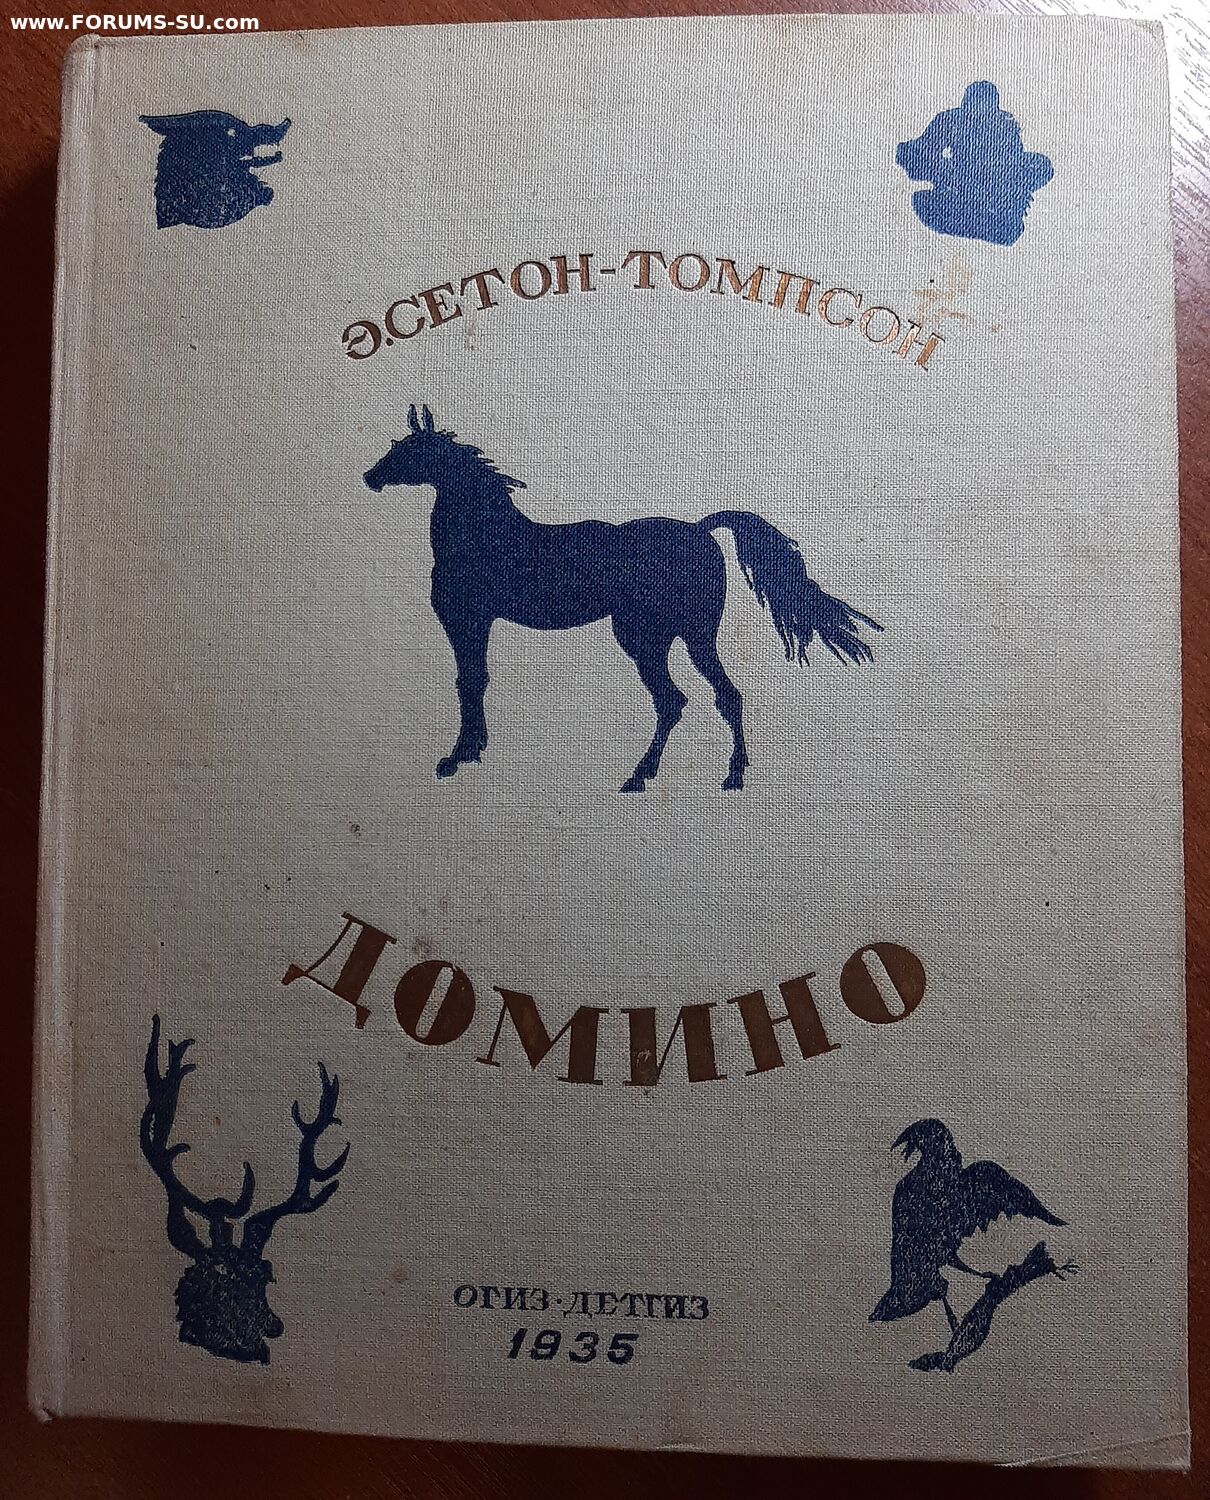 www.FORUMS-SU.com
Э.СЕТОН-ТОМПСОН
ДОМИНО
ОГИЗ·ДЕТГИЗ
1935